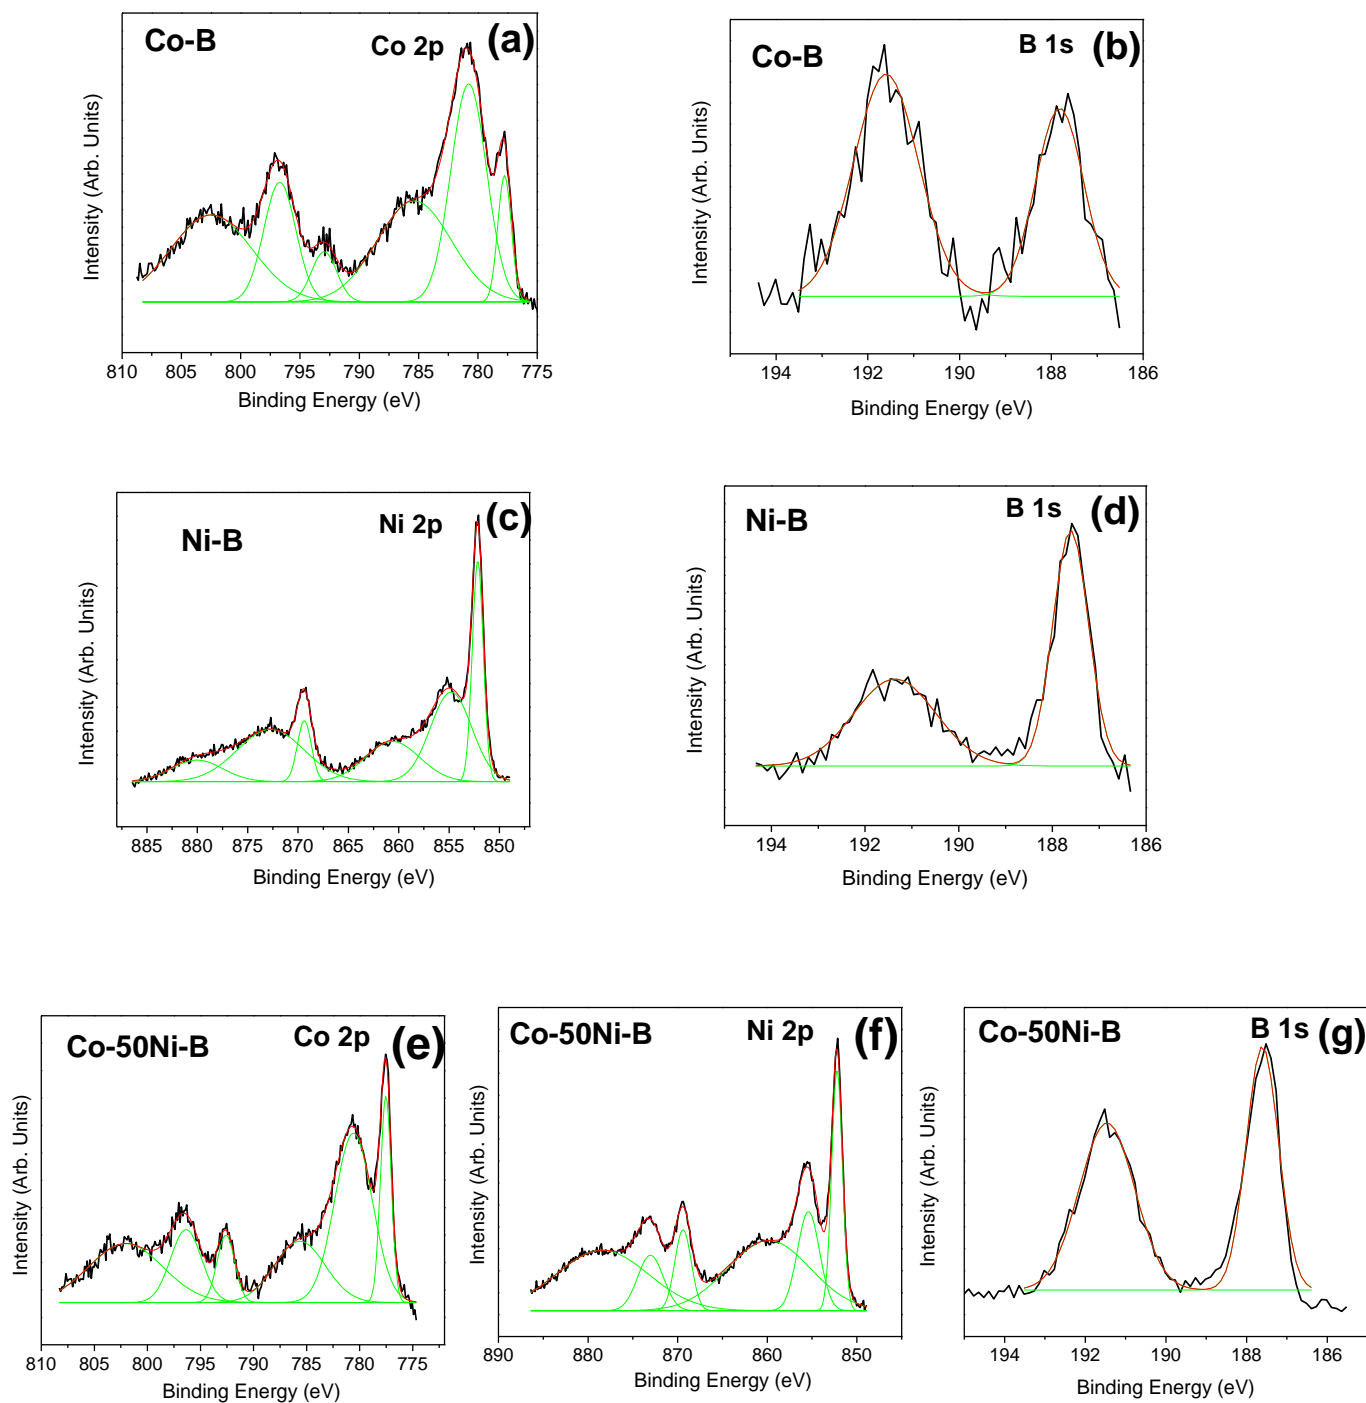 Co-B
Co 2p
(a)
Intensity (Arb. Units)
810 805 800 795 790 785 780 775
Binding Energy (eV)
Co-B
B 1s
(b)
Intensity (Arb. Units)
194 192 190 188 186
Binding Energy (eV)
Ni-B
Ni 2p
(c)
Intensity (Arb. Units)
885 880 875 870 865 860 855 850
Binding Energy (eV)
Ni-B
B 1s
(d)
Intensity (Arb. Units)
194 192 190 188 186
Binding Energy (eV)
Co-50Ni-B
Co 2p
(e)
Intensity (Arb. Units)
810 805 800 795 790 785 780 775
Binding Energy (eV)
Co-50Ni-B
Ni 2p
(f)
Intensity (Arb. Units)
890 880 870 860 850
Binding Energy (eV)
Co-50Ni-B
B 1s
(g)
Intensity (Arb. Units)
194 192 190 188 186
Binding Energy (eV)